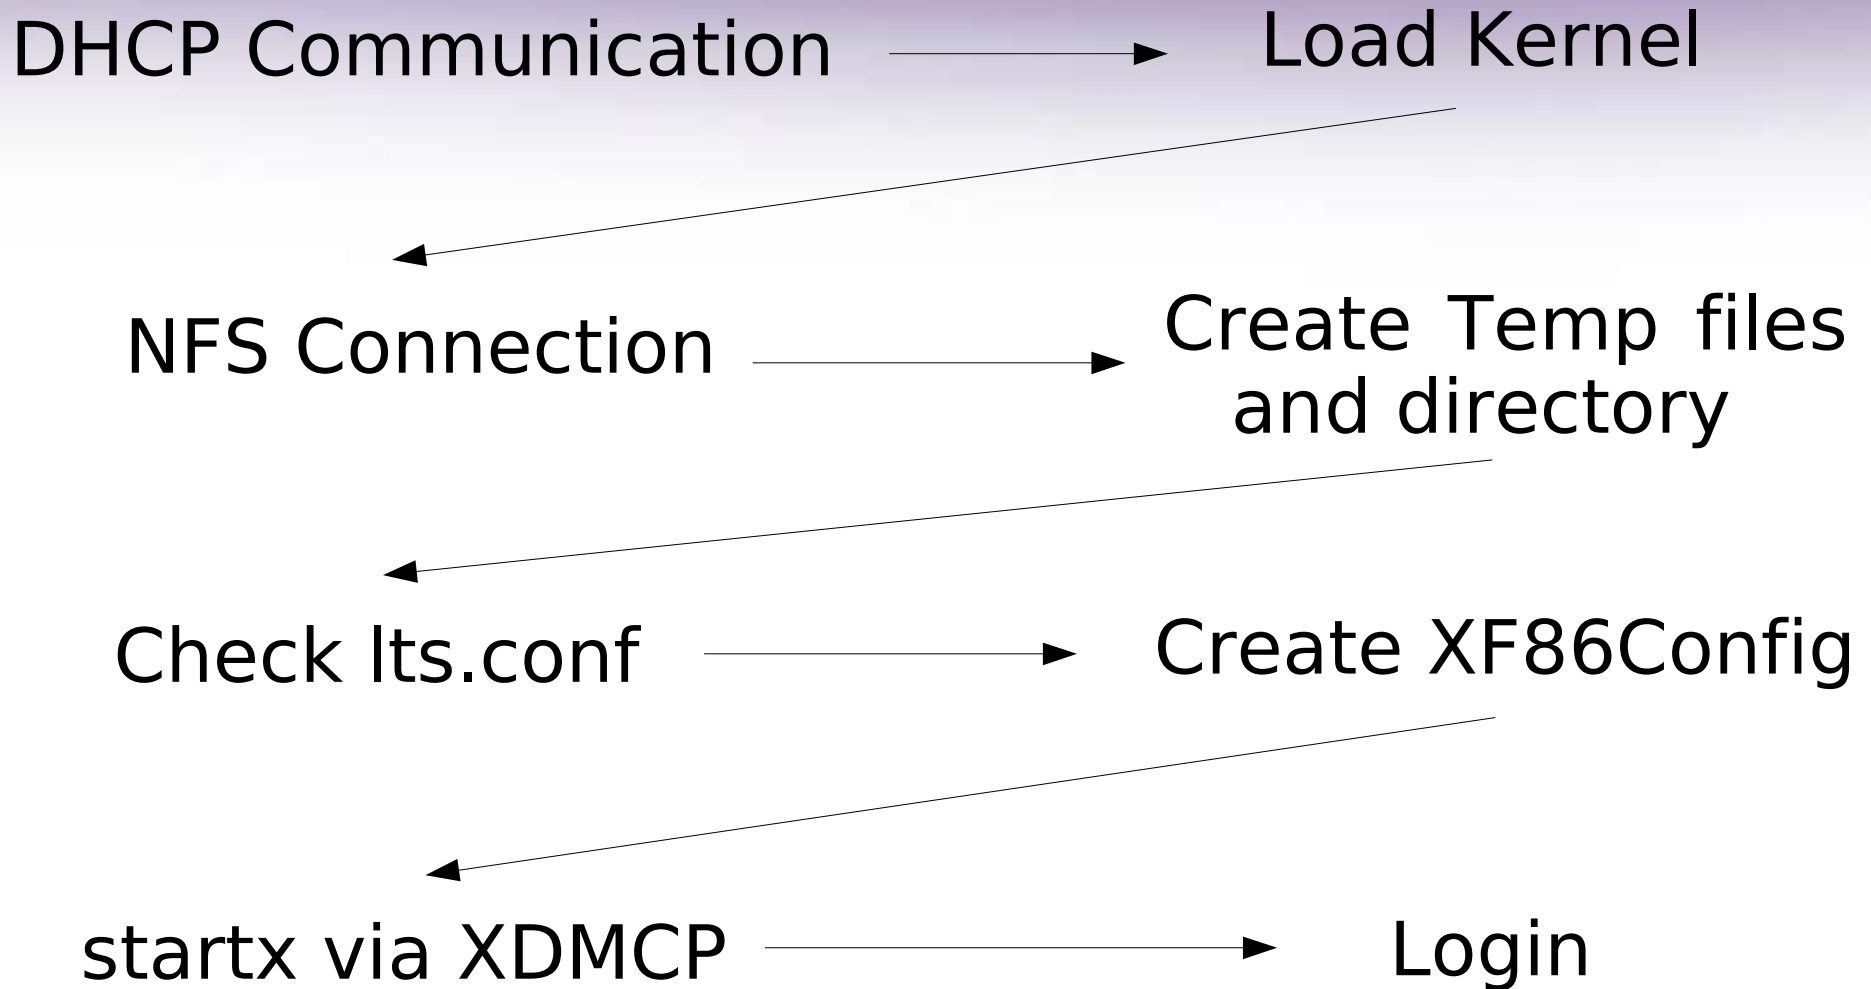 DHCP Communication
Load Kernel
NFS Connection
Create Temp files
and directory
Check lts.conf
Create XF86Config
startx via XDMCP
Login